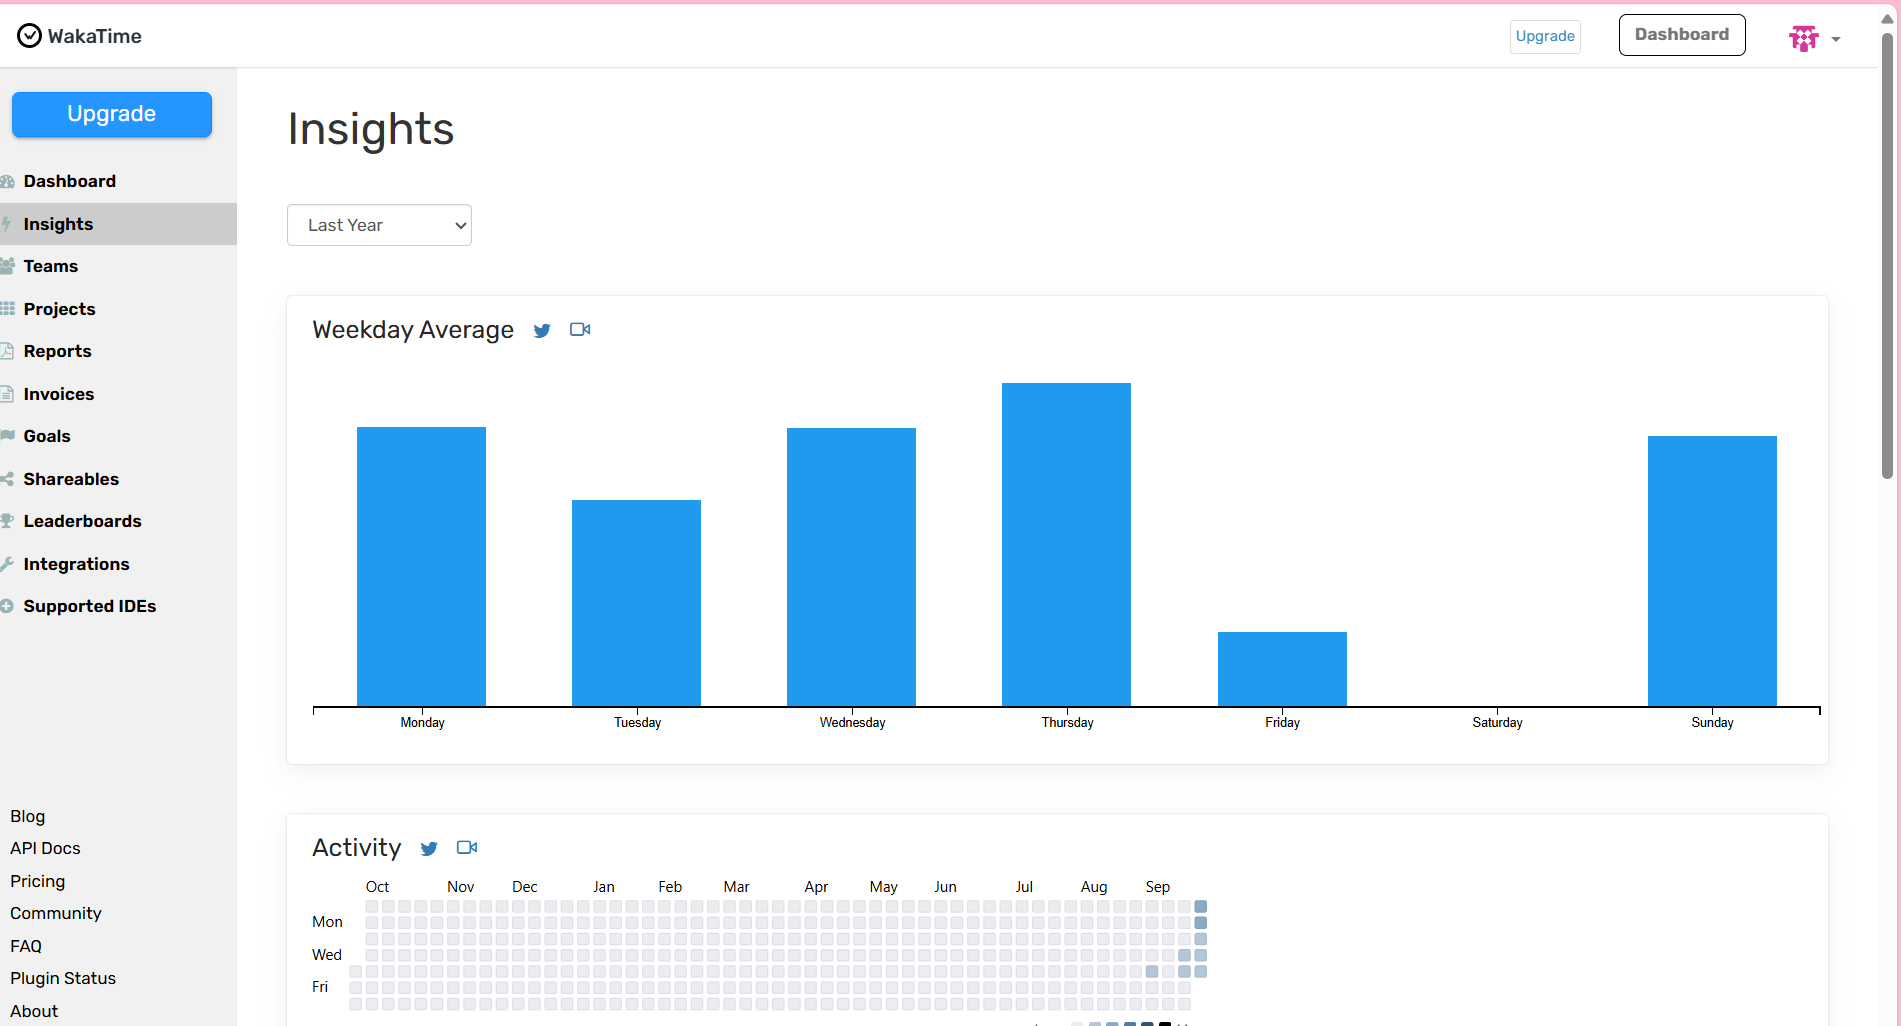 WakaTime
Upgrade
Dashboard
Upgrade
Dashboard
Insights
Teams
Projects
Reports
Invoices
Goals
Shareables
Leaderboards
Integrations
Supported IDEs
Blog
API Docs
Pricing
Community
FAQ
Plugin Status
About
Insights
Last Year
Weekday Average
Monday Tuesday Wednesday Thursday Friday Saturday Sunday
Activity
Oct Nov Dec Jan Feb Mar Apr May Jun Jul Aug Sep
Mon
Wed
Fri